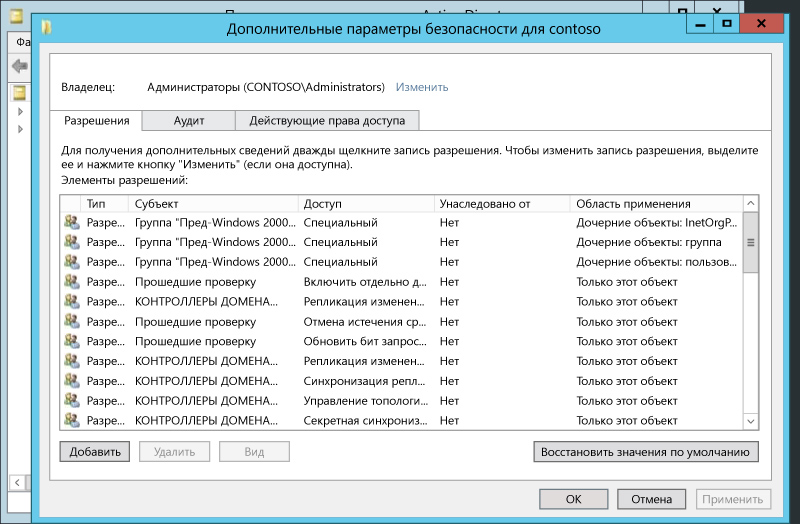 Дополнительные параметры безопасности для contoso
Фа
Владелец: Администраторы (CONTOSO\Administrators) Изменить
Разрешения Аудит Действующие права доступа
Для получения дополнительных сведений дважды щелкните запись разрешения. Чтобы изменить запись разрешения, выделите
ее и нажмите кнопку "Изменить" (если она доступна).
Элементы разрешений:
Тип Субъект Доступ Унаследовано от Область применения
Разре... Группа "Пред-Windows 2000... Специальный Нет Дочерние объекты: InetOrgP...
Разре... Группа "Пред-Windows 2000... Специальный Нет Дочерние объекты: группа
Разре... Группа "Пред-Windows 2000... Специальный Нет Дочерние объекты: пользов...
Разре... Прошедшие проверку Включить отдельно д... Нет Только этот объект
Разре... КОНТРОЛЛЕРЫ ДОМЕНА... Репликация изменен... Нет Только этот объект
Разре... Прошедшие проверку Отмена истечения ср... Нет Только этот объект
Разре... Прошедшие проверку Обновить бит запрос... Нет Только этот объект
Разре... КОНТРОЛЛЕРЫ ДОМЕНА... Репликация изменен... Нет Только этот объект
Разре... КОНТРОЛЛЕРЫ ДОМЕНА... Синхронизация репл... Нет Только этот объект
Разре... КОНТРОЛЛЕРЫ ДОМЕНА... Управление топологи... Нет Только этот объект
Разре... КОНТРОЛЛЕРЫ ДОМЕНА... Секретная синхрониз... Нет Только этот объект
Добавить Удалить Вид Восстановить значения по умолчанию
OK Отмена Применить